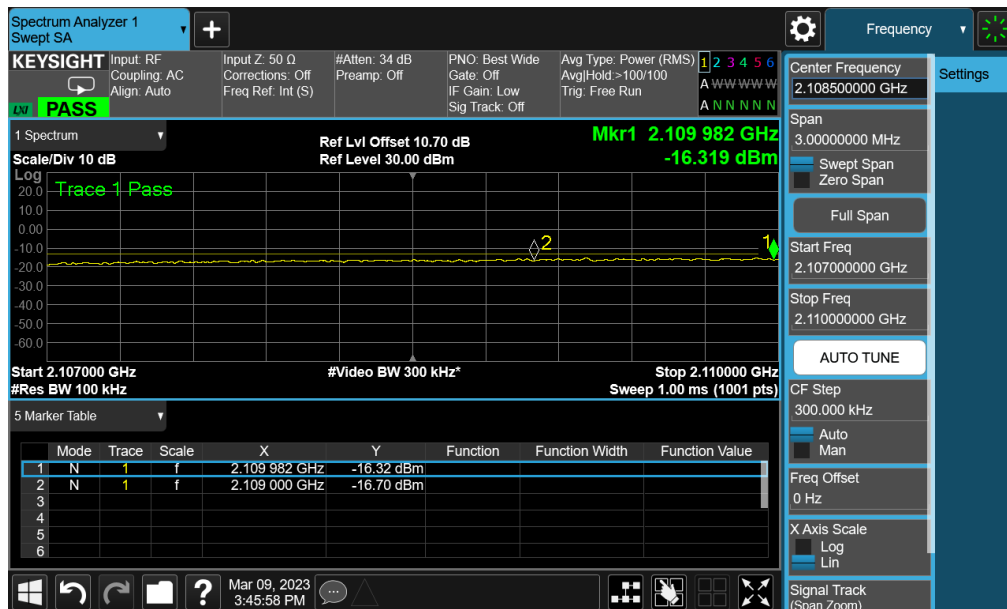 Spectrum Analyzer 1
Swept SA
+
Frequency
KEYSIGHT
LXI
PASS
Input: RF
Coupling: AC
Align: Auto
Input Z: 50 Ω
Corrections: Off
Freq Ref: Int (S)
#Atten: 34 dB
Preamp: Off
PNO: Best Wide
Gate: Off
IF Gain: Low
Sig Track: Off
Avg Type: Power (RMS)
Avg|Hold:>100/100
Trig: Free Run
1 2 3 4 5 6
A W W W W W
A N N N N N
1 Spectrum
Scale/Div 10 dB
Ref Lvl Offset 10.70 dB
Ref Level 30.00 dBm
Mkr1 2.109 982 GHz
-16.319 dBm
Log
Trace 1 Pass
20.0
10.0
0.00
-10.0
-20.0
-30.0
-40.0
-50.0
-60.0
2
1
Start 2.107000 GHz
#Res BW 100 kHz
#Video BW 300 kHz*
Stop 2.110000 GHz
Sweep 1.00 ms (1001 pts)
5 Marker Table
Mode Trace Scale X Y Function Function Width Function Value
1 N 1 f 2.109 982 GHz -16.32 dBm
2 N 1 f 2.109 000 GHz -16.70 dBm
3
4
5
6
?
Mar 09, 2023
3:45:58 PM
Center Frequency
2.108500000 GHz
Settings
Span
3.00000000 MHz
Swept Span
Zero Span
Full Span
Start Freq
2.107000000 GHz
Stop Freq
2.110000000 GHz
AUTO TUNE
CF Step
300.000 kHz
Auto
Man
Freq Offset
0 Hz
X Axis Scale
Log
Lin
Signal Track
(Span Zoom)